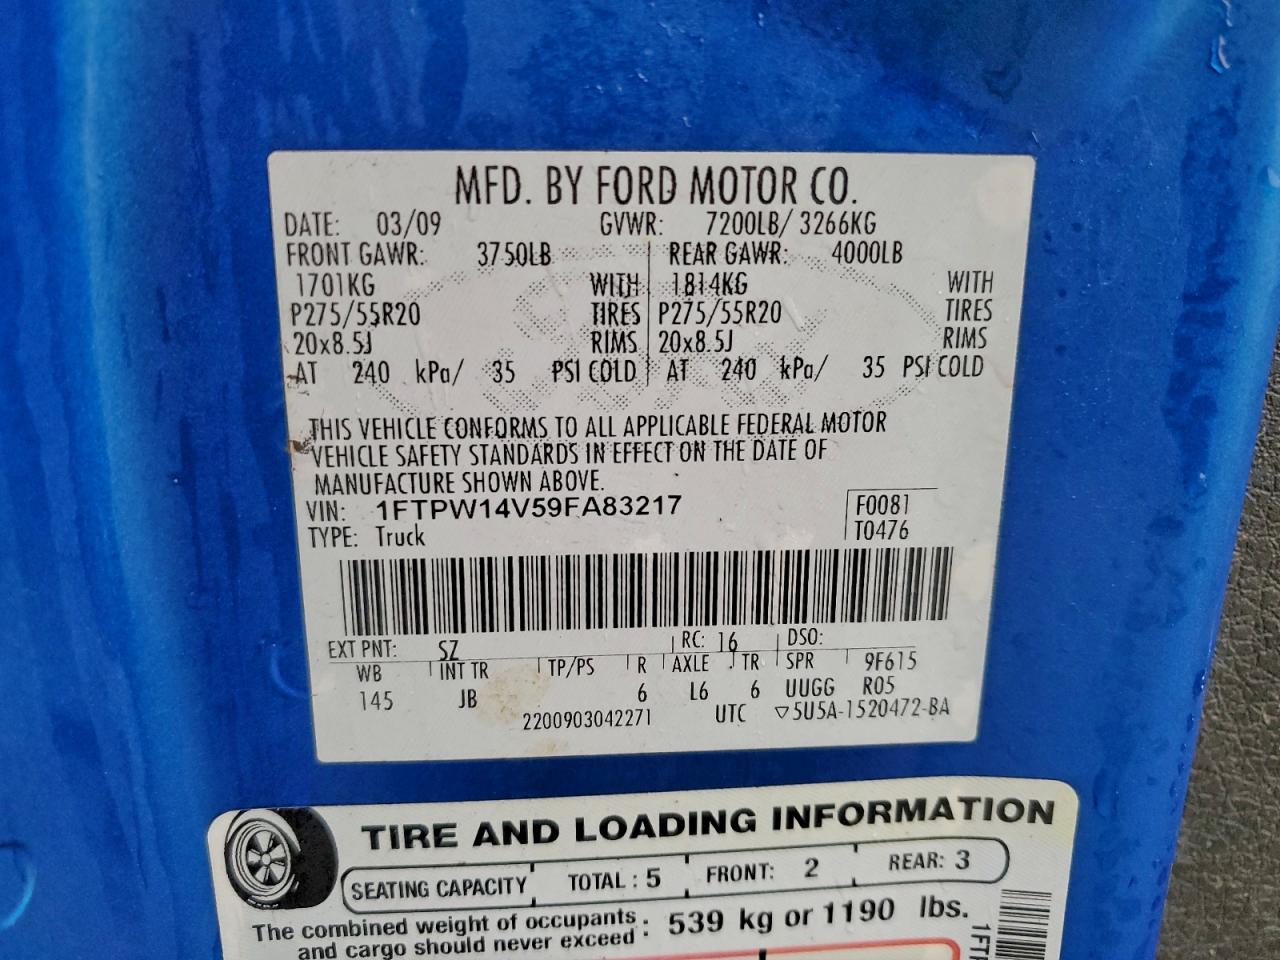 MFD. BY FORD MOTOR CO.
DATE: 03/09 GVWR: 7200LB/ 3266KG
FRONT GAWR: 3750LB REAR GAWR: 4000LB
1701KG WITH 1814KG WITH
P275/55R20 TIRES P275/55R20 TIRES
20x8.5J RIMS 20x8.5J RIMS
AT 240 kPa/ 35 PSI COLD AT 240 kPa/ 35 PSI COLD
THIS VEHICLE CONFORMS TO ALL APPLICABLE FEDERAL MOTOR
VEHICLE SAFETY STANDARDS IN EFFECT ON THE DATE OF
MANUFACTURE SHOWN ABOVE.
VIN: 1FTPW14V59FA83217 F0081
TYPE: Truck T0476
EXT PNT: SZ RC: 16 DSO:
WB INT TR TP/PS R AXLE TR SPR 9F615
145 JB 6 L6 6 UUGG R05
2200903042271 UTC ▽5U5A-1520472-BA
TIRE AND LOADING INFORMATION
SEATING CAPACITY TOTAL : 5 FRONT: 2 REAR: 3
The combined weight of occupants : 539 kg or 1190 lbs.
and cargo should never exceed :